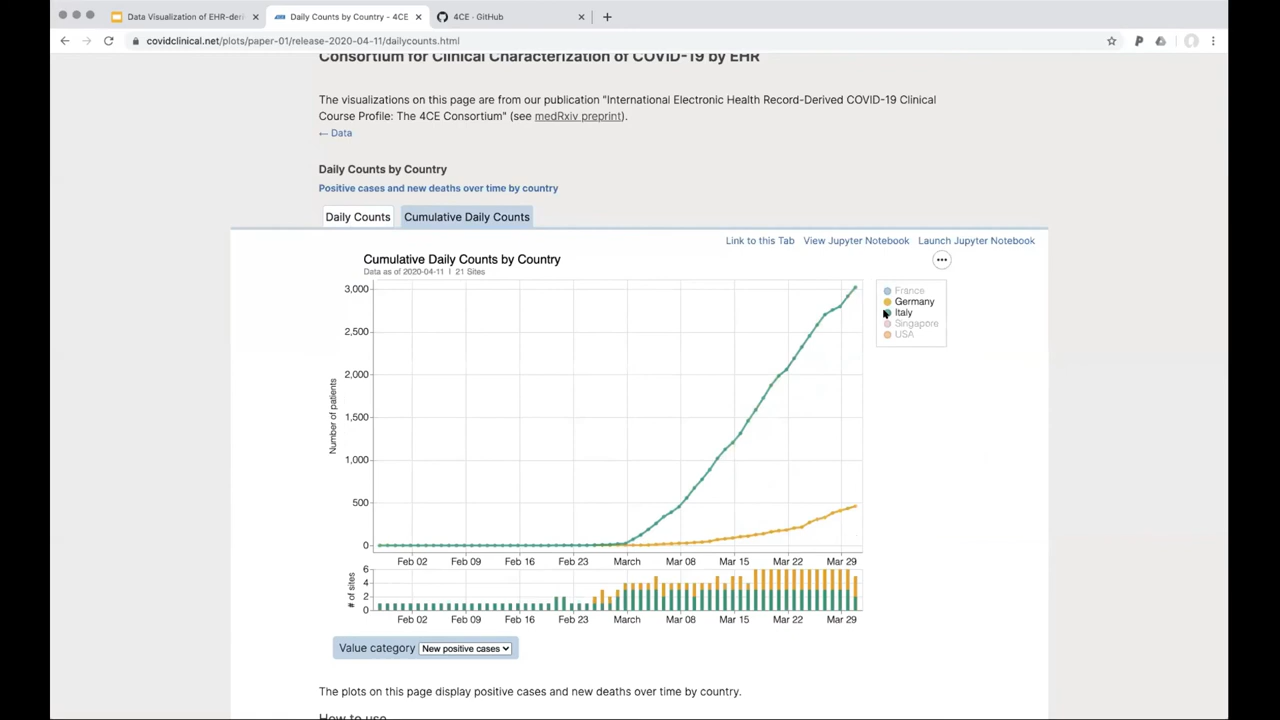 Data Visualization of EHR-deri
Daily Counts by Country - 4CE
4CE · GitHub
covidclinical.net/plots/paper-01/release-2020-04-11/dailycounts.html
Consortium for Clinical Characterization of COVID-19 by EHR
The visualizations on this page are from our publication "International Electronic Health Record-Derived COVID-19 Clinical
Course Profile: The 4CE Consortium" (see medRxiv preprint).
← Data
Daily Counts by Country
Positive cases and new deaths over time by country
Daily Counts
Cumulative Daily Counts
Link to this Tab
View Jupyter Notebook
Launch Jupyter Notebook
Cumulative Daily Counts by Country
Data as of 2020-04-11 | 21 Sites
France
Germany
Italy
Singapore
USA
Number of patients
3,000
2,500
2,000
1,500
1,000
500
0
Feb 02
Feb 09
Feb 16
Feb 23
March
Mar 08
Mar 15
Mar 22
Mar 29
# of sites
6
4
2
0
Feb 02
Feb 09
Feb 16
Feb 23
March
Mar 08
Mar 15
Mar 22
Mar 29
Value category
New positive cases
The plots on this page display positive cases and new deaths over time by country.
How to use